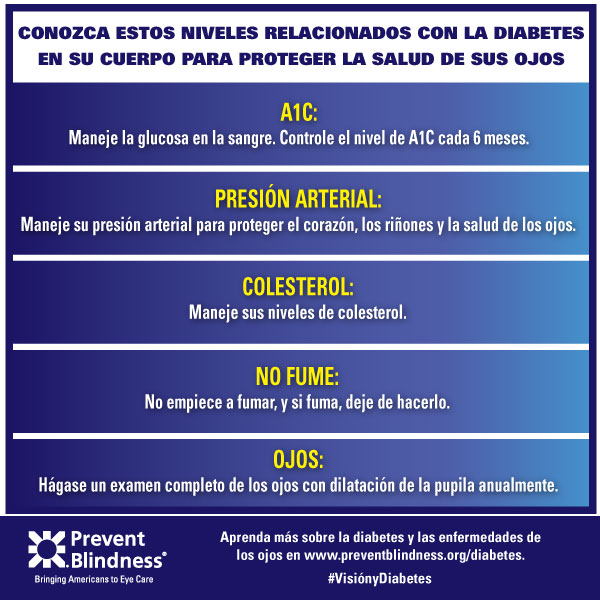 CONOZCA ESTOS NIVELES RELACIONADOS CON LA DIABETES
EN SU CUERPO PARA PROTEGER LA SALUD DE SUS OJOS
A1C:
Maneje la glucosa en la sangre. Controle el nivel de A1C cada 6 meses.
PRESIÓN ARTERIAL:
Maneje su presión arterial para proteger el corazón, los riñones y la salud de los ojos.
COLESTEROL:
Maneje sus niveles de colesterol.
NO FUME:
No empiece a fumar, y si fuma, deje de hacerlo.
OJOS:
Hágase un examen completo de los ojos con dilatación de la pupila anualmente.
Prevent
Blindness®
Bringing Americans to Eye Care
Aprenda más sobre la diabetes y las enfermedades de
los ojos en www.preventblindness.org/diabetes.
#VisiónyDiabetes